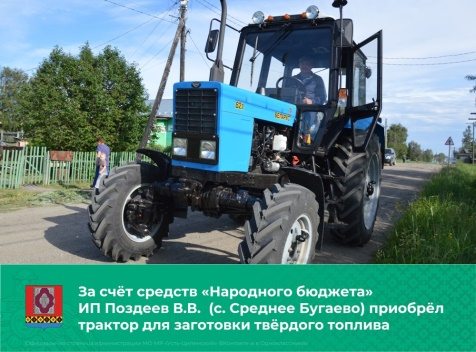 За счёт средств «Народного бюджета»
ИП Поздеев В.В. (с. Среднее Бугаево) приобрёл
трактор для заготовки твёрдого топлива